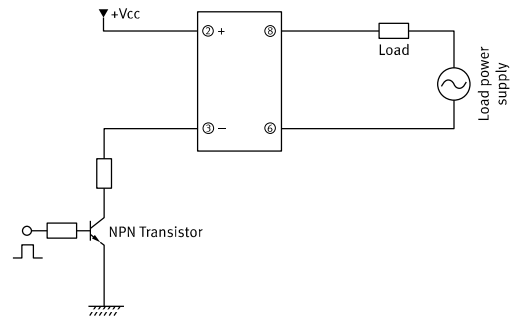 +Vcc
② +
⑧
Load
Load power
supply
③ −
⑥
NPN Transistor